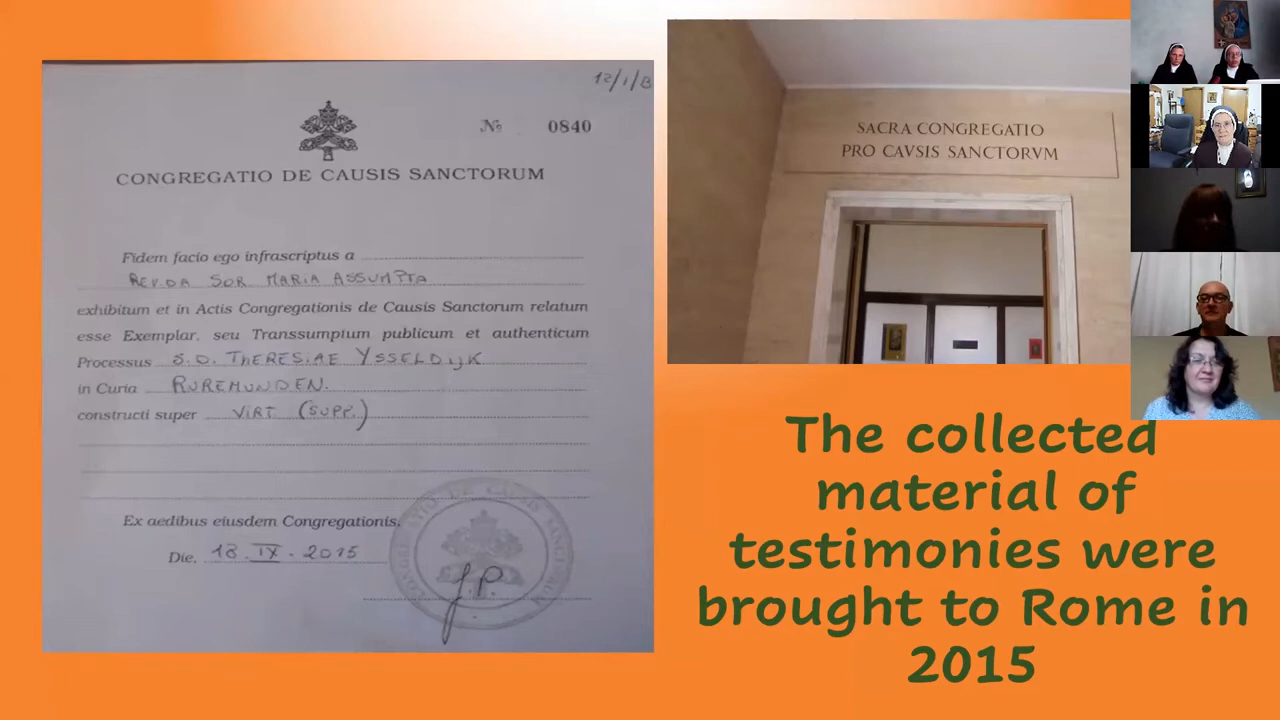 12/1/B
№ 0840
CONGREGATIO DE CAUSIS SANCTORUM
Fidem facio ego infrascriptus a
REV.DA SOR MARIA ASSUMPTA
exhibitum et in Actis Congregationis de Causis Sanctorum relatum
esse Exemplar, seu Transsumptum publicum et authenticum
Processus S.D. THERESIAE YSSELDIJK
in Curia RUREMUNDEN.
constructi super VIRT (SUPP.)
Ex aedibus eiusdem Congregationis,
Die, 18.IX.2015
SACRA CONGREGATIO
PRO CAVSIS SANCTORVM
The collected
material of
testimonies were
brought to Rome in
2015